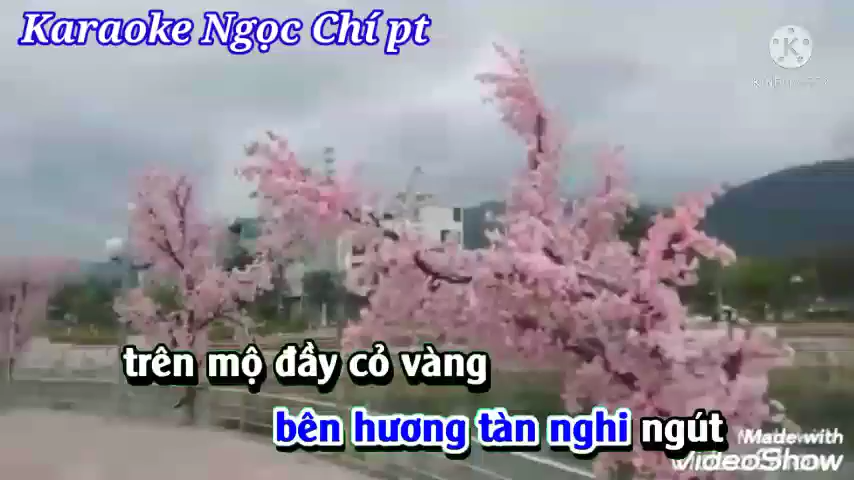 Karaoke Ngọc Chí pt
trên mộ đầy cỏ vàng
bên hương tàn nghi ngút
Made with
VideoShow